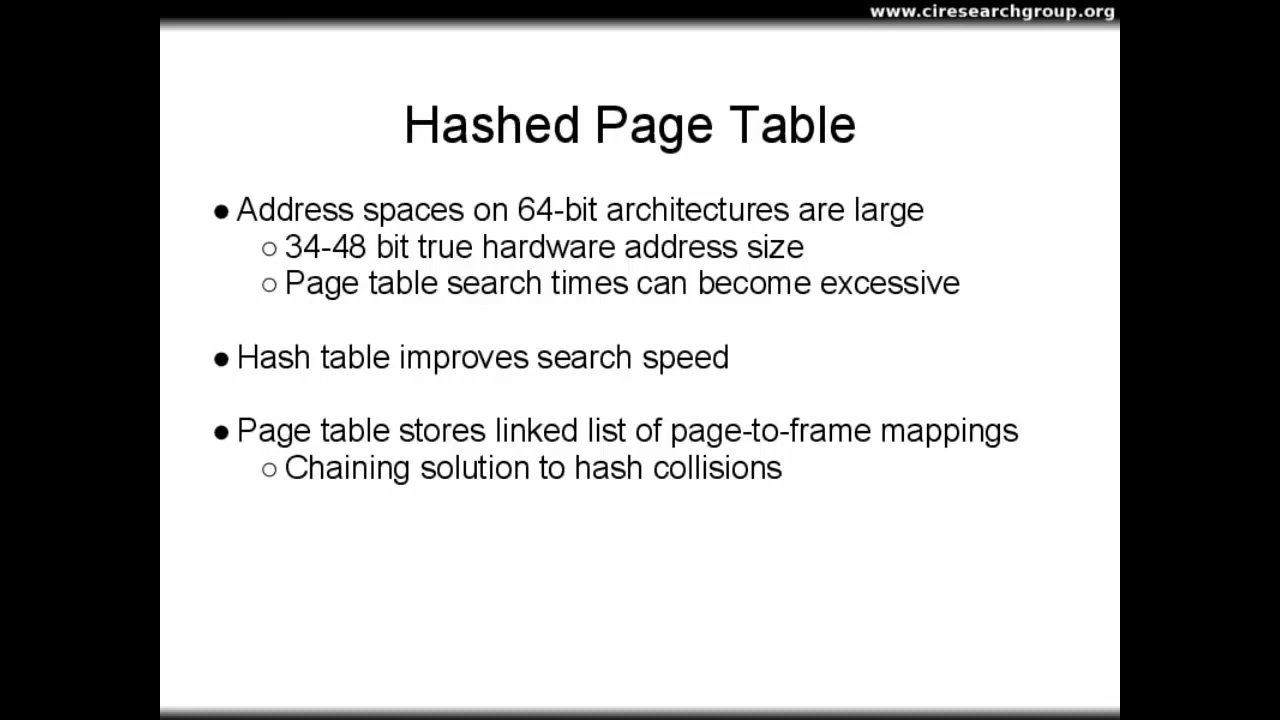 www.ciresearchgroup.org
Hashed Page Table
● Address spaces on 64-bit architectures are large
○ 34-48 bit true hardware address size
○ Page table search times can become excessive
● Hash table improves search speed
● Page table stores linked list of page-to-frame mappings
○ Chaining solution to hash collisions